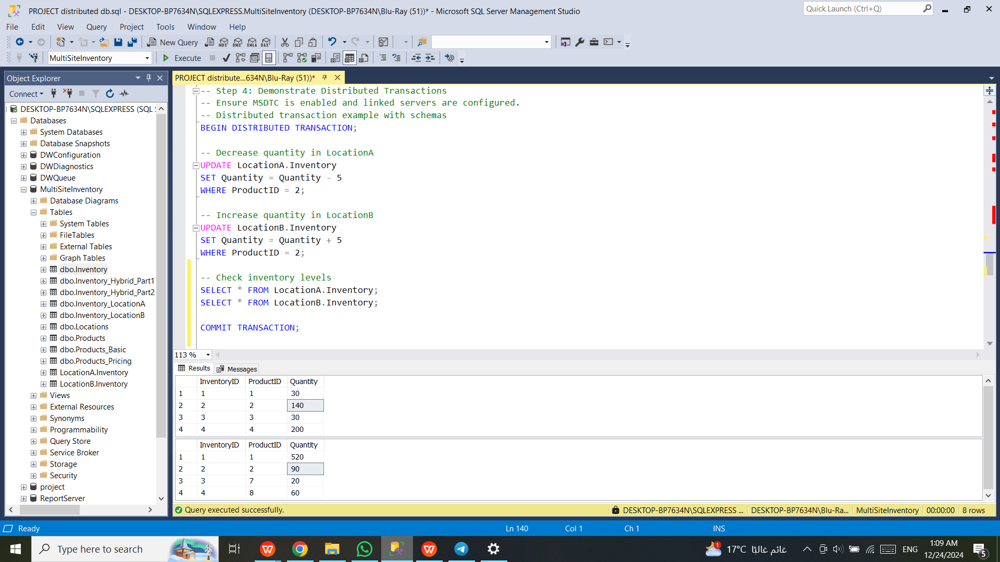 PROJECT distributed db.sql - DESKTOP-BP7634N\SQLEXPRESS.MultiSiteInventory (DESKTOP-BP7634N\Blu-Ray (51))* - Microsoft SQL Server Management Studio
Quick Launch (Ctrl+Q)
File Edit View Query Project Tools Window Help
New Query MDX DMX XMLA DAX
MultiSiteInventory Execute
Object Explorer
Connect
DESKTOP-BP7634N\SQLEXPRESS (SQL
Databases
System Databases
Database Snapshots
DWConfiguration
DWDiagnostics
DWQueue
MultiSiteInventory
Database Diagrams
Tables
System Tables
FileTables
External Tables
Graph Tables
dbo.Inventory
dbo.Inventory_Hybrid_Part1
dbo.Inventory_Hybrid_Part2
dbo.Inventory_LocationA
dbo.Inventory_LocationB
dbo.Locations
dbo.Products
dbo.Products_Basic
dbo.Products_Pricing
LocationA.Inventory
LocationB.Inventory
Views
External Resources
Synonyms
Programmability
Query Store
Service Broker
Storage
Security
project
ReportServer
PROJECT distribute...634N\Blu-Ray (51))*
-- Step 4: Demonstrate Distributed Transactions
-- Ensure MSDTC is enabled and linked servers are configured.
-- Distributed transaction example with schemas
BEGIN DISTRIBUTED TRANSACTION;
-- Decrease quantity in LocationA
UPDATE LocationA.Inventory
SET Quantity = Quantity - 5
WHERE ProductID = 2;
-- Increase quantity in LocationB
UPDATE LocationB.Inventory
SET Quantity = Quantity + 5
WHERE ProductID = 2;
-- Check inventory levels
SELECT * FROM LocationA.Inventory;
SELECT * FROM LocationB.Inventory;
COMMIT TRANSACTION;
113 %
Results Messages
InventoryID ProductID Quantity
1 1 1 30
2 2 2 140
3 3 3 30
4 4 4 200
InventoryID ProductID Quantity
1 1 1 520
2 2 2 90
3 3 7 20
4 4 8 60
Query executed successfully. DESKTOP-BP7634N\SQLEXPRESS ... DESKTOP-BP7634N\Blu-Ra... MultiSiteInventory 00:00:00 8 rows
Ready Ln 140 Col 1 Ch 1 INS
Type here to search
1 17°C غائم غالبًا ENG
1:09 AM
12/24/2024
5